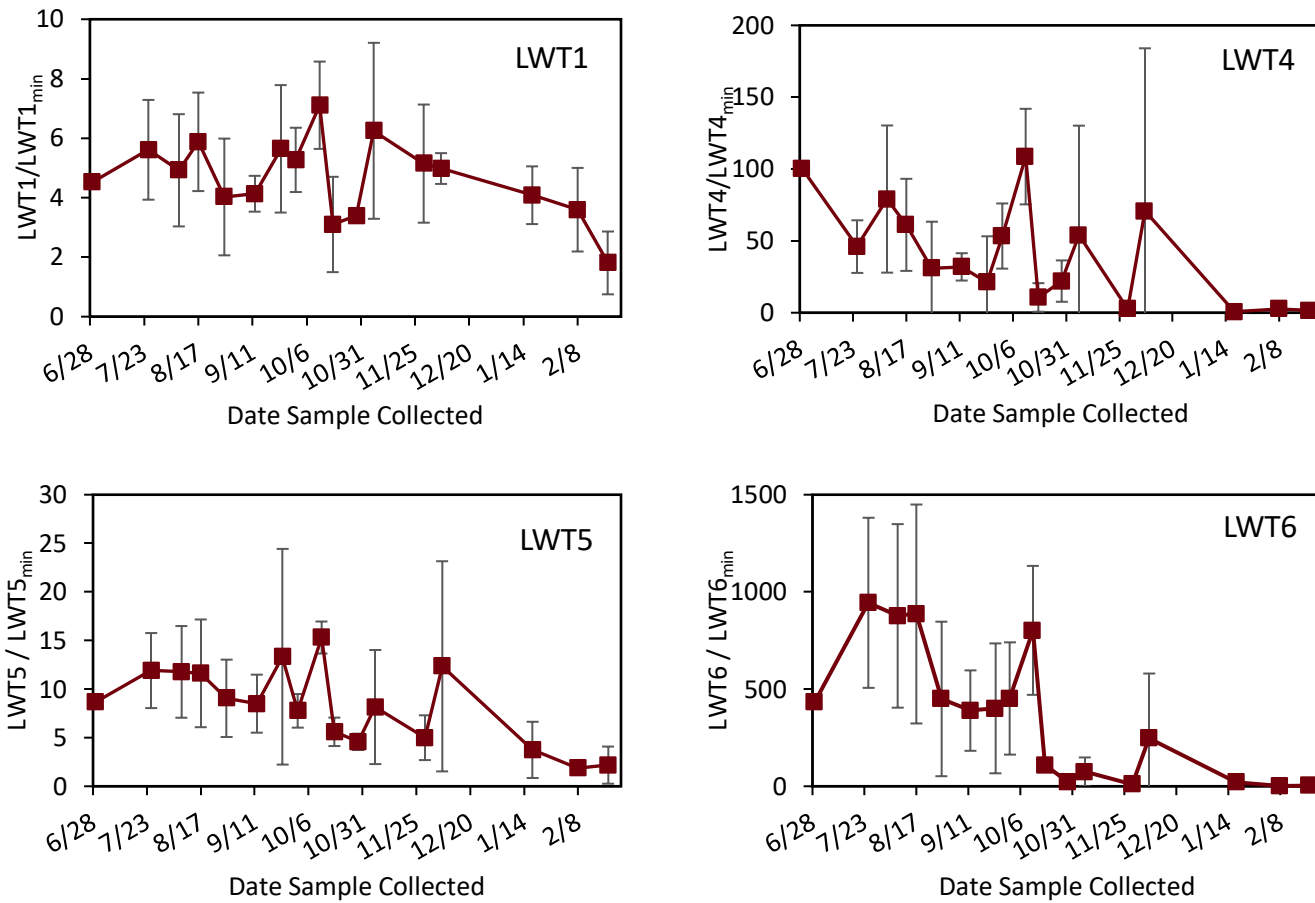 LWT1
LWT1/LWT1min
10
8
6
4
2
0
6/28 7/23 8/17 9/11 10/6 10/31 11/25 12/20 1/14 2/8
Date Sample Collected
LWT4
LWT4/LWT4min
200
150
100
50
0
6/28 7/23 8/17 9/11 10/6 10/31 11/25 12/20 1/14 2/8
Date Sample Collected
LWT5
LWT5 / LWT5min
30
25
20
15
10
5
0
6/28 7/23 8/17 9/11 10/6 10/31 11/25 12/20 1/14 2/8
Date Sample Collected
LWT6
LWT6 / LWT6min
1500
1000
500
0
6/28 7/23 8/17 9/11 10/6 10/31 11/25 12/20 1/14 2/8
Date Sample Collected